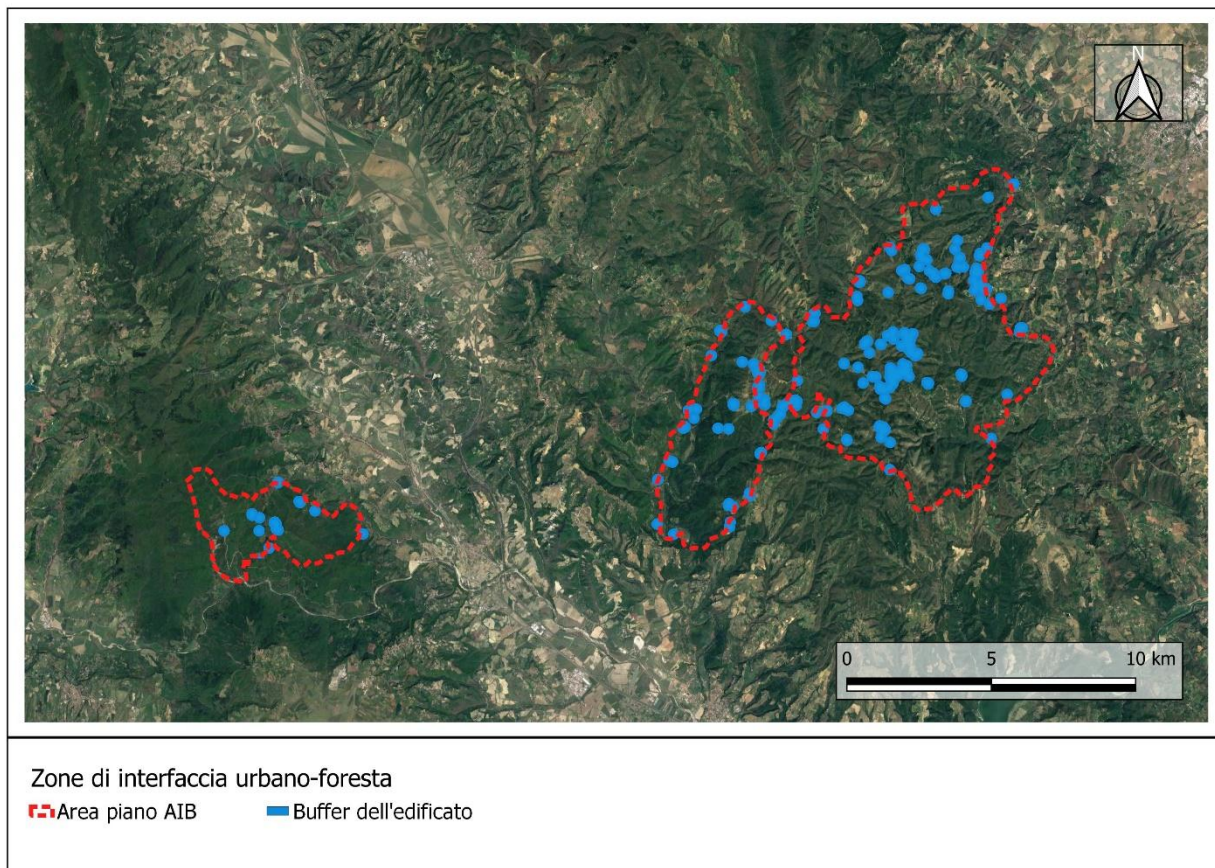 N
0 5 10 km
Zone di interfaccia urbano-foresta
Area piano AIB Buffer dell'edificato